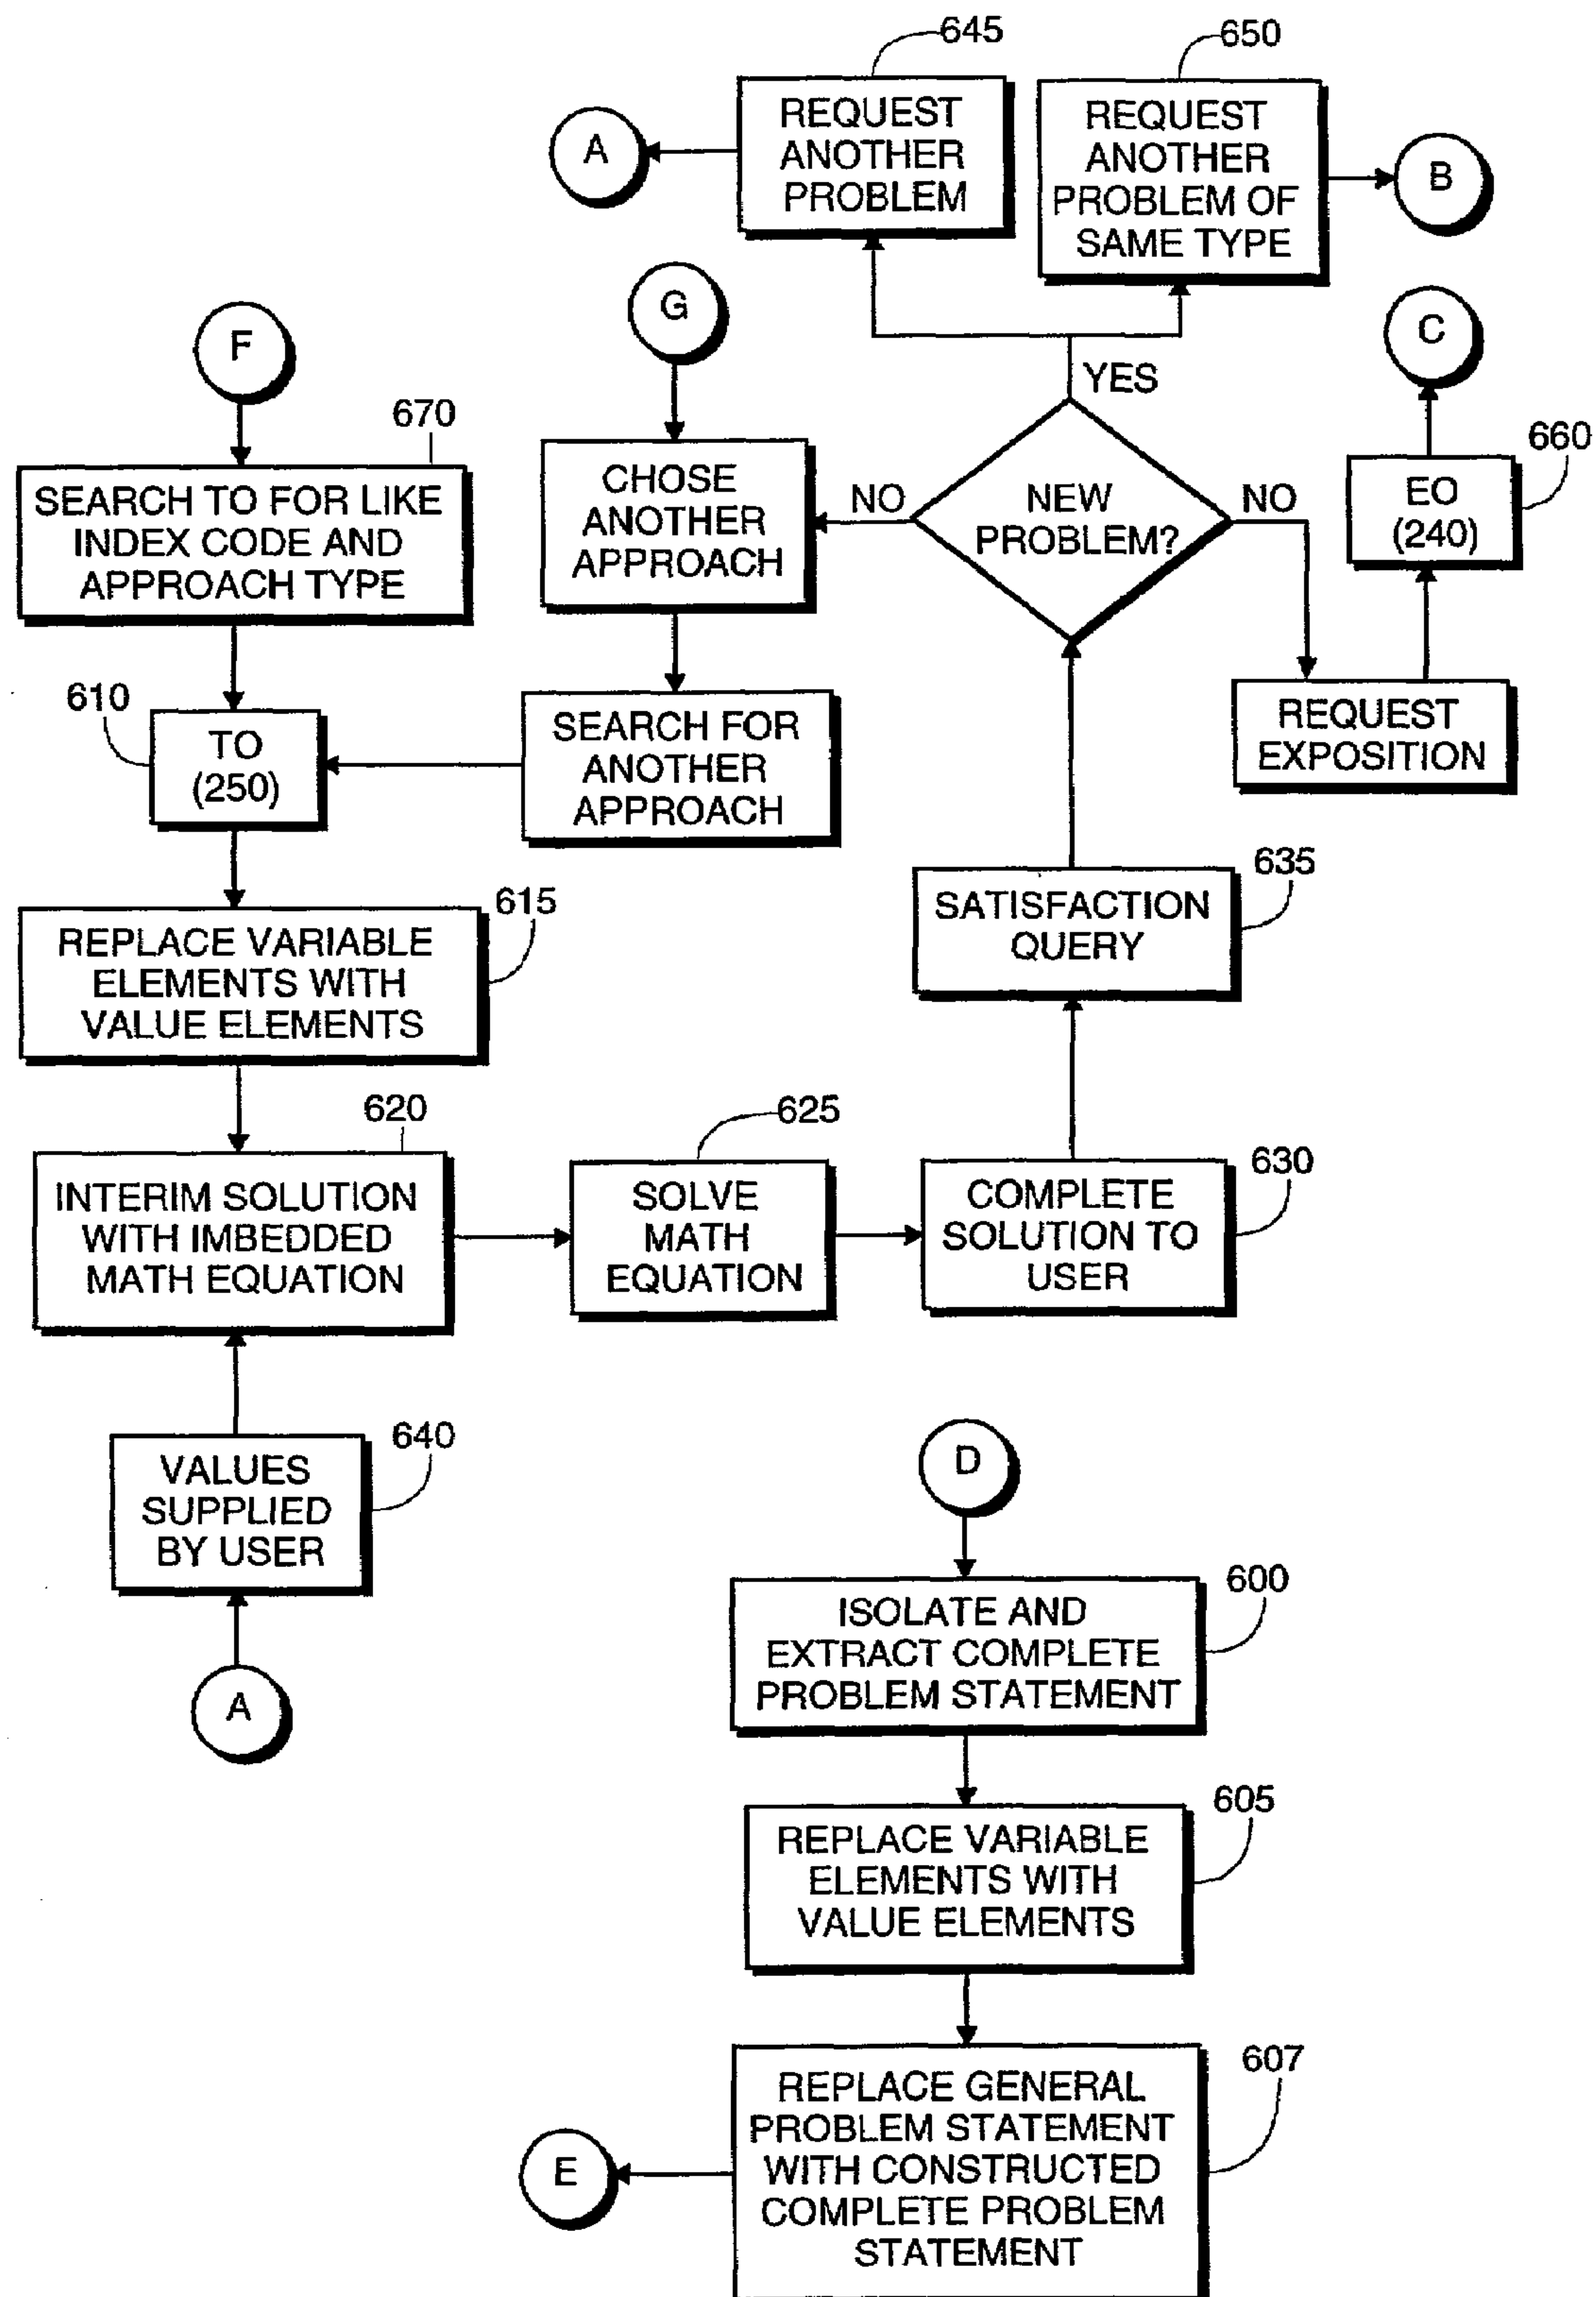 645
650
REQUEST
ANOTHER
PROBLEM
REQUEST
ANOTHER
PROBLEM OF
SAME TYPE
A
B
G
F
C
YES
670
660
SEARCH TO FOR LIKE
INDEX CODE AND
APPROACH TYPE
CHOSE
ANOTHER
APPROACH
NO
NEW
PROBLEM?
NO
EO
(240)
610
TO
(250)
SEARCH FOR
ANOTHER
APPROACH
REQUEST
EXPOSITION
615
635
REPLACE VARIABLE
ELEMENTS WITH
VALUE ELEMENTS
SATISFACTION
QUERY
620
625
630
INTERIM SOLUTION
WITH IMBEDDED
MATH EQUATION
SOLVE
MATH
EQUATION
COMPLETE
SOLUTION TO
USER
640
VALUES
SUPPLIED
BY USER
A
D
600
ISOLATE AND
EXTRACT COMPLETE
PROBLEM STATEMENT
605
REPLACE VARIABLE
ELEMENTS WITH
VALUE ELEMENTS
607
REPLACE GENERAL
PROBLEM STATEMENT
WITH CONSTRUCTED
COMPLETE PROBLEM
STATEMENT
E